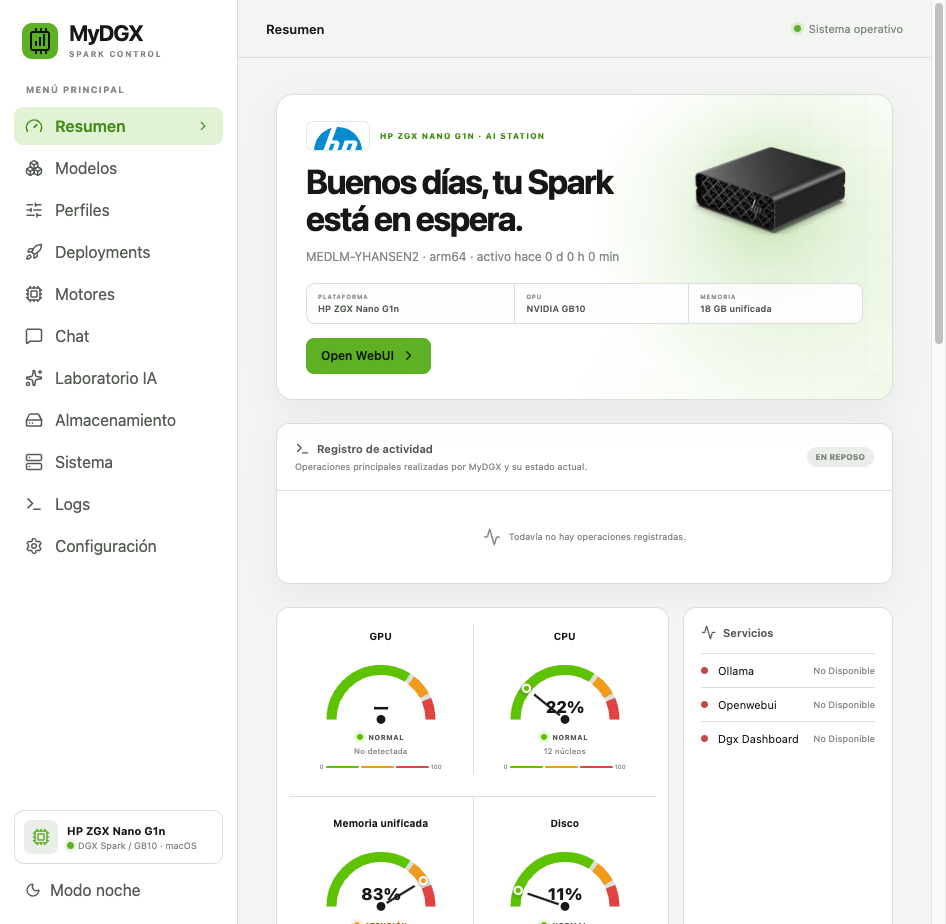 MyDGX
SPARK CONTROL
MENÚ PRINCIPAL
Resumen
Modelos
Perfiles
Deployments
Motores
Chat
Laboratorio IA
Almacenamiento
Sistema
Logs
Configuración
HP ZGX Nano G1n
DGX Spark / GB10 · macOS
Modo noche
Resumen
Sistema operativo
hp
HP ZGX NANO G1N · AI STATION
Buenos días, tu Spark
está en espera.
MEDLM-YHANSEN2 · arm64 · activo hace 0 d 0 h 0 min
PLATAFORMA
HP ZGX Nano G1n
GPU
NVIDIA GB10
MEMORIA
18 GB unificada
Open WebUI
Registro de actividad
Operaciones principales realizadas por MyDGX y su estado actual.
EN REPOSO
Todavía no hay operaciones registradas.
GPU
—
NORMAL
No detectada
0 100
CPU
22%
NORMAL
12 núcleos
0 100
Memoria unificada
83%
Disco
11%
Servicios
Ollama No Disponible
Openwebui No Disponible
Dgx Dashboard No Disponible